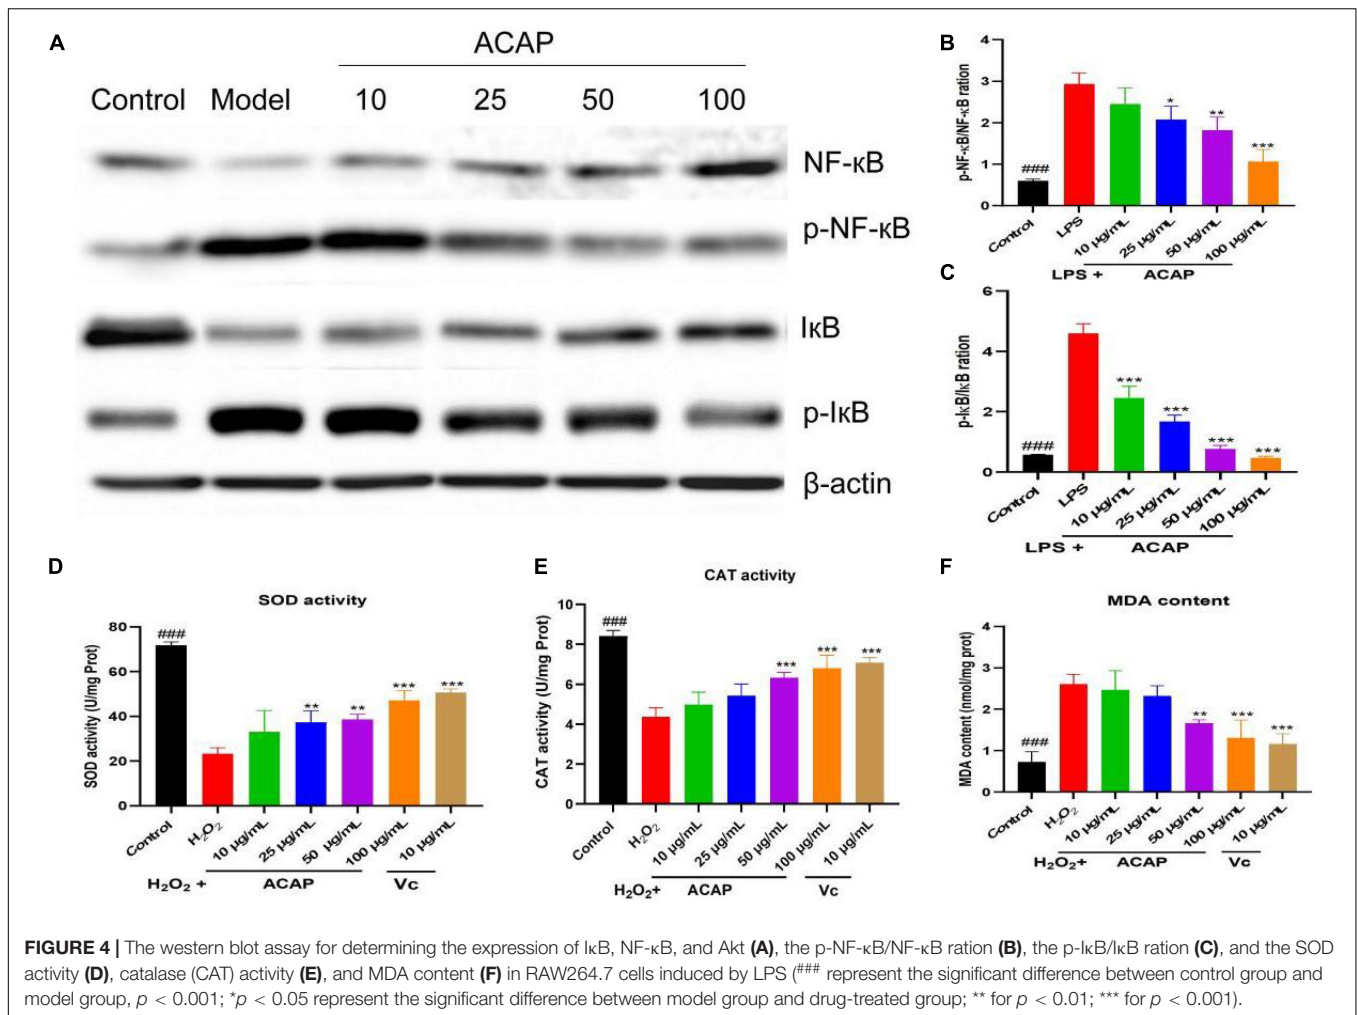 A
ACAP
Control Model 10 25 50 100
NF-κB
p-NF-κB
IκB
p-IκB
β-actin
B
p-NF-κB/NF-κB ration
4
3
2
1
0
###
*
**
***
Control
LPS
10 μg/mL
25 μg/mL
50 μg/mL
100 μg/mL
LPS + ACAP
C
p-IκB/IκB ration
6
4
2
0
###
***
***
***
***
Control
LPS
10 μg/mL
25 μg/mL
50 μg/mL
100 μg/mL
LPS + ACAP
D
SOD activity
SOD activity (U/mg Prot)
80
60
40
20
0
###
**
**
***
***
Control
H₂O₂
10 μg/mL
25 μg/mL
50 μg/mL
100 μg/mL
10 μg/mL
H₂O₂ + ACAP Vc
E
CAT activity
CAT activity (U/mg Prot)
10
8
6
4
2
0
###
***
***
***
Control
H₂O₂
10 μg/mL
25 μg/mL
50 μg/mL
100 μg/mL
10 μg/mL
H₂O₂+ ACAP Vc
F
MDA content
MDA content (nmol/mg prot)
4
3
2
1
0
###
**
***
***
Control
H₂O₂
10 μg/mL
25 μg/mL
50 μg/mL
100 μg/mL
10 μg/mL
H₂O₂+ ACAP Vc
FIGURE 4 | The western blot assay for determining the expression of IκB, NF-κB, and Akt (A), the p-NF-κB/NF-κB ration (B), the p-IκB/IκB ration (C), and the SOD
activity (D), catalase (CAT) activity (E), and MDA content (F) in RAW264.7 cells induced by LPS (### represent the significant difference between control group and
model group, p < 0.001; *p < 0.05 represent the significant difference between model group and drug-treated group; ** for p < 0.01; *** for p < 0.001).